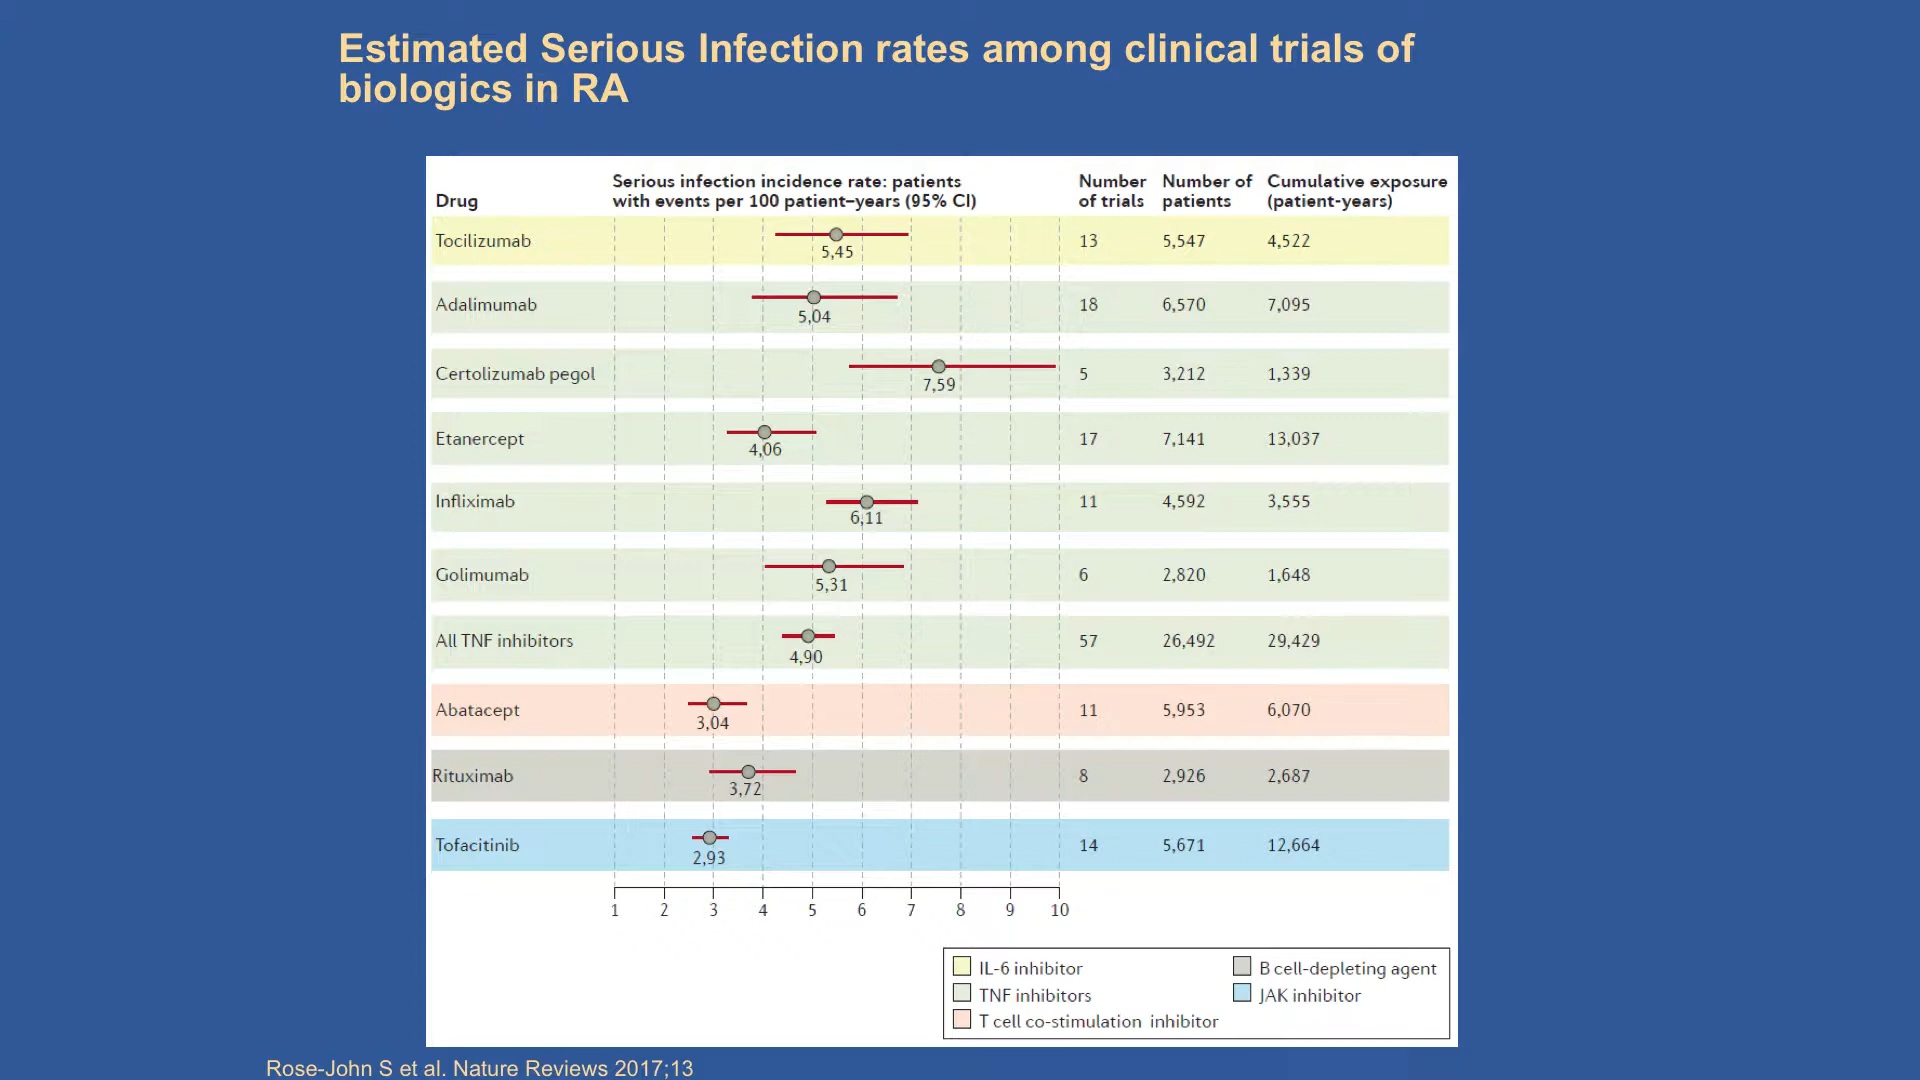 Estimated Serious Infection rates among clinical trials of
biologics in RA
Drug
Serious infection incidence rate: patients
with events per 100 patient–years (95% CI)
Number
of trials
Number of
patients
Cumulative exposure
(patient-years)
Tocilizumab 5,45 13 5,547 4,522
Adalimumab 5,04 18 6,570 7,095
Certolizumab pegol 7,59 5 3,212 1,339
Etanercept 4,06 17 7,141 13,037
Infliximab 6,11 11 4,592 3,555
Golimumab 5,31 6 2,820 1,648
All TNF inhibitors 4,90 57 26,492 29,429
Abatacept 3,04 11 5,953 6,070
Rituximab 3,72 8 2,926 2,687
Tofacitinib 2,93 14 5,671 12,664
1 2 3 4 5 6 7 8 9 10
IL-6 inhibitor
TNF inhibitors
T cell co-stimulation inhibitor
B cell-depleting agent
JAK inhibitor
Rose-John S et al. Nature Reviews 2017;13